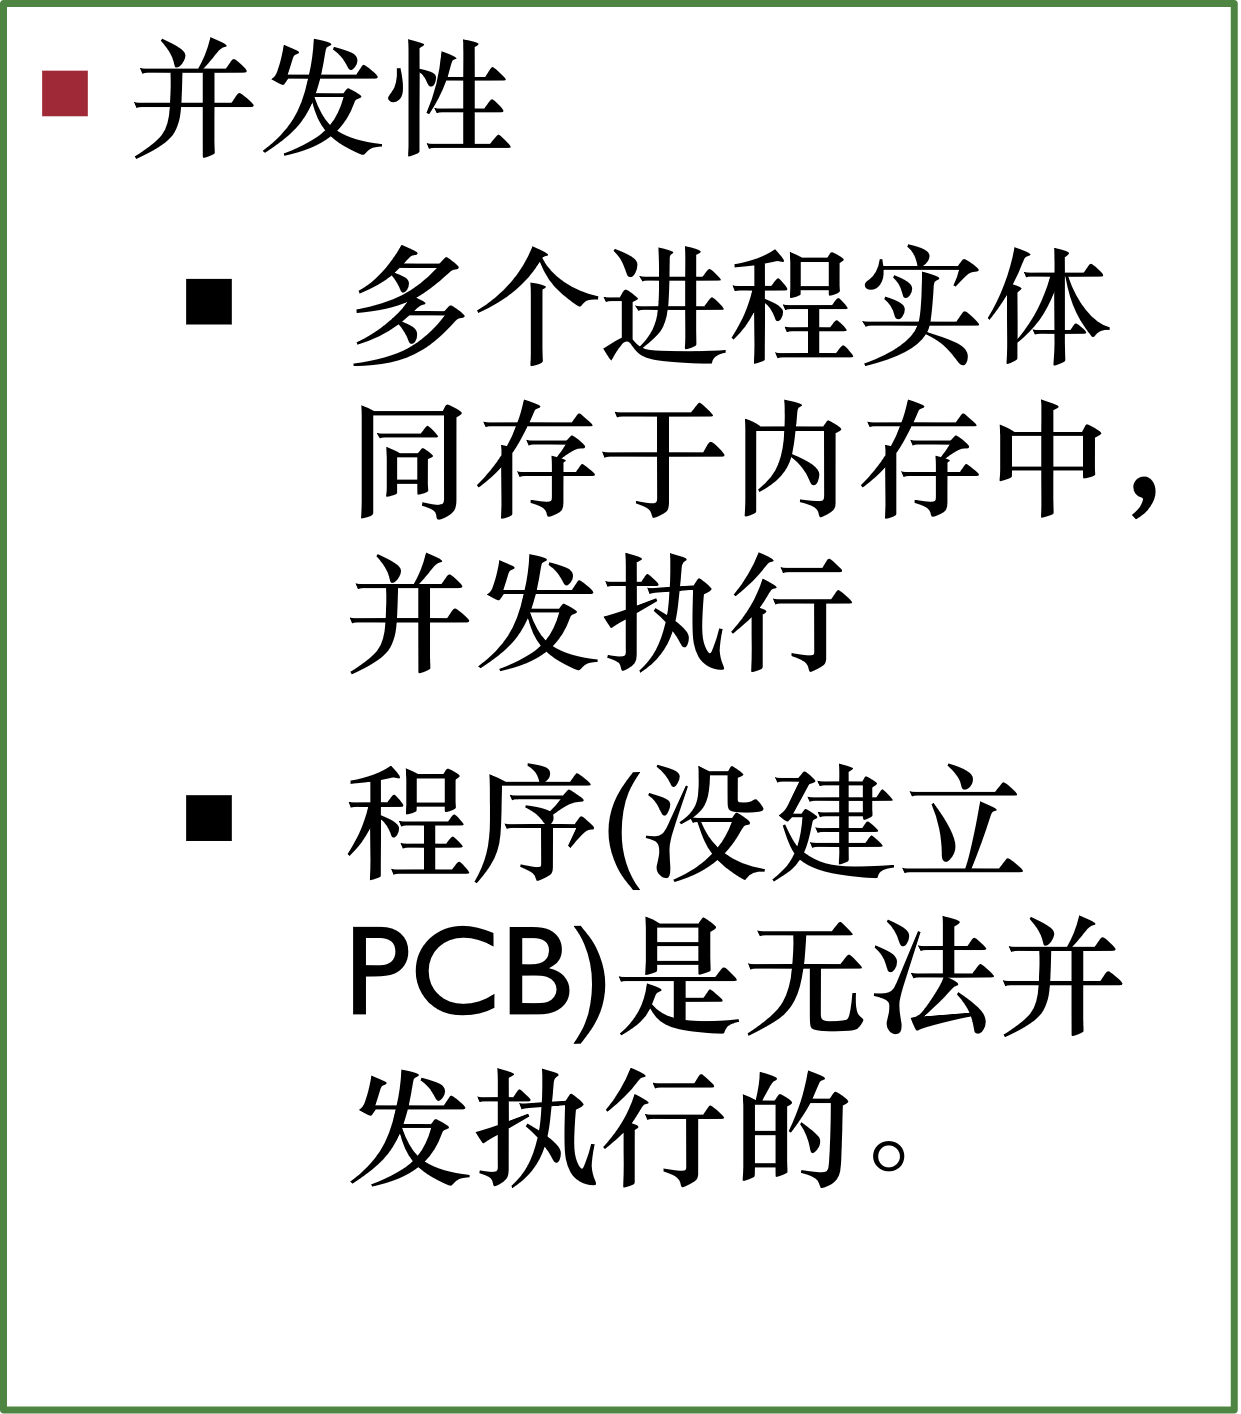 并发性
多个进程实体
同存于内存中，
并发执行
程序(没建立
PCB)是无法并
发执行的。